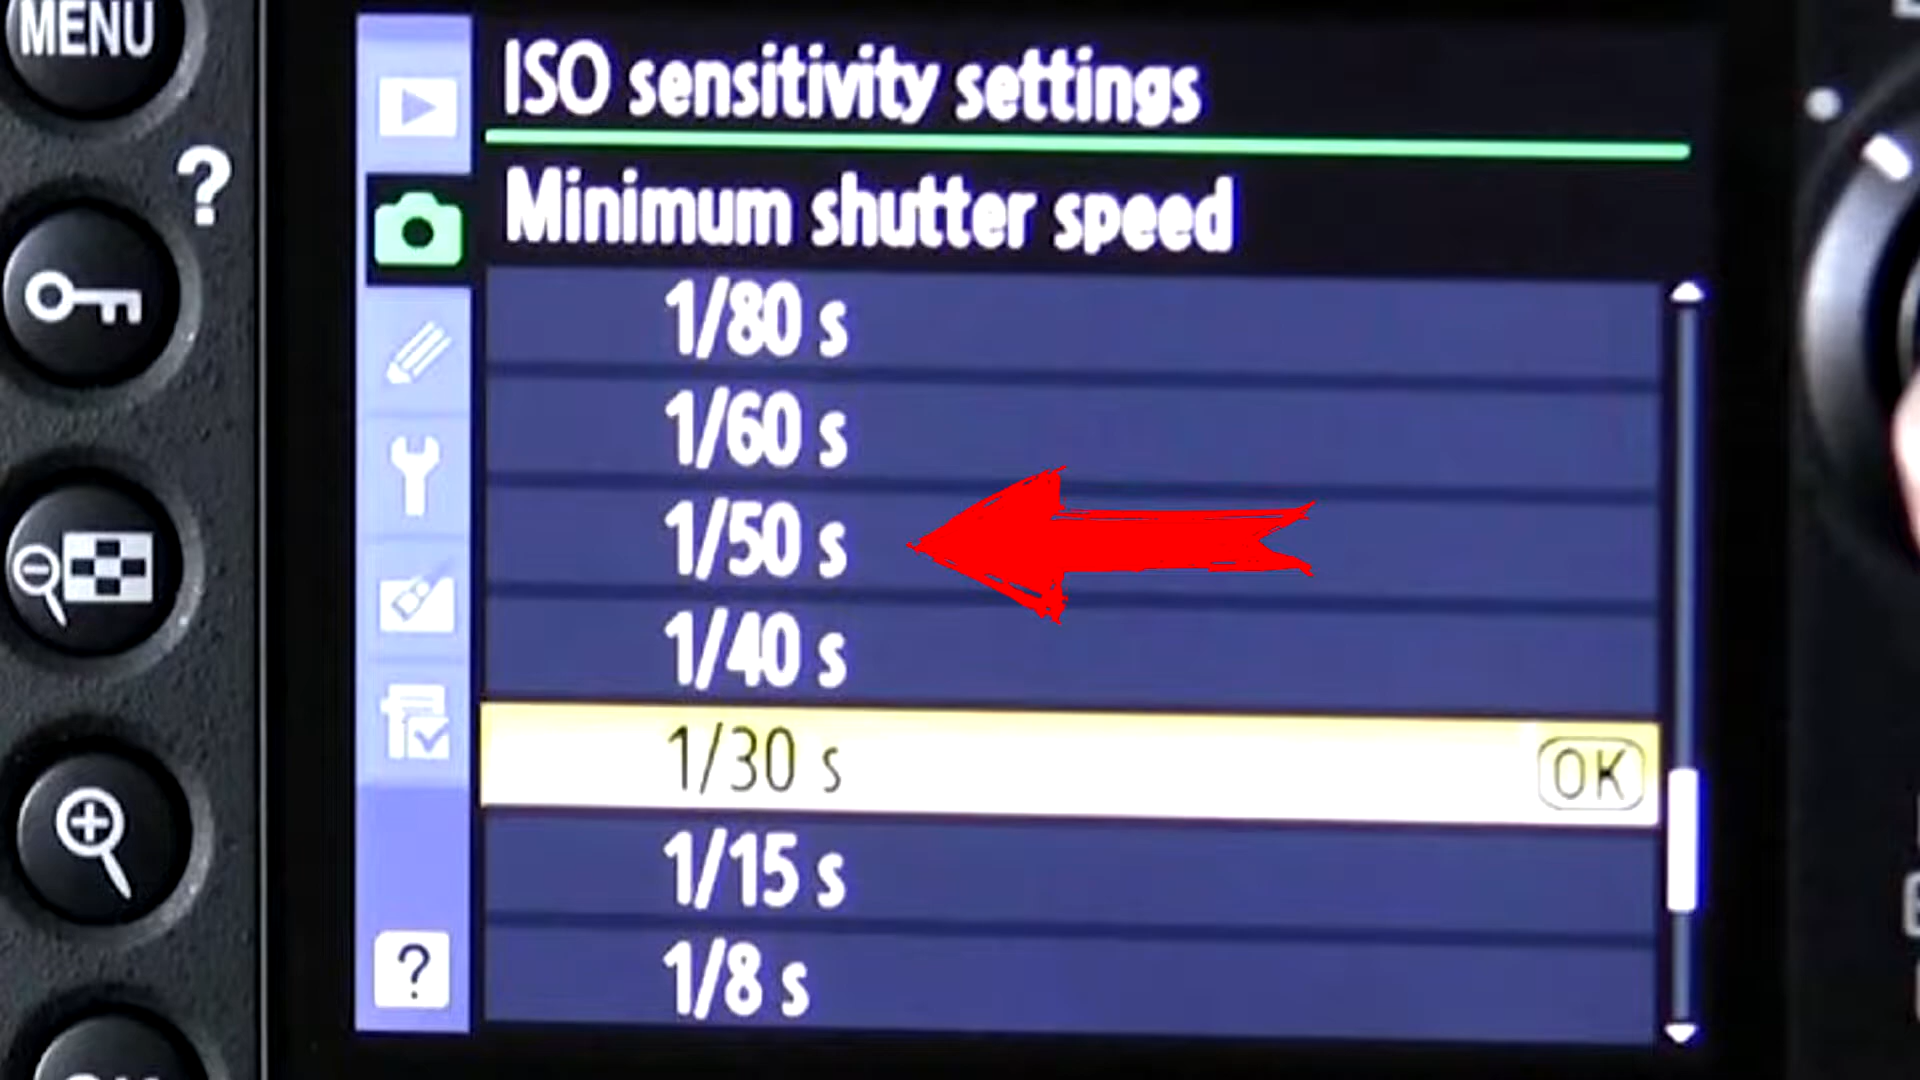 MENU
?
ISO sensitivity settings
Minimum shutter speed
1/80 s
1/60 s
1/50 s
1/40 s
1/30 s OK
1/15 s
1/8 s
?